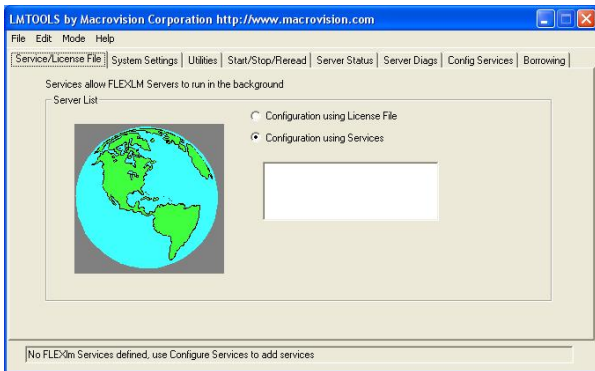 LMTOOLS by Macrovision Corporation http://www.macrovision.com
File Edit Mode Help
Service/License File System Settings Utilities Start/Stop/Reread Server Status Server Diags Config Services Borrowing
Services allow FLEXLM Servers to run in the background
Server List
Configuration using License File
Configuration using Services
No FLEXlm Services defined, use Configure Services to add services